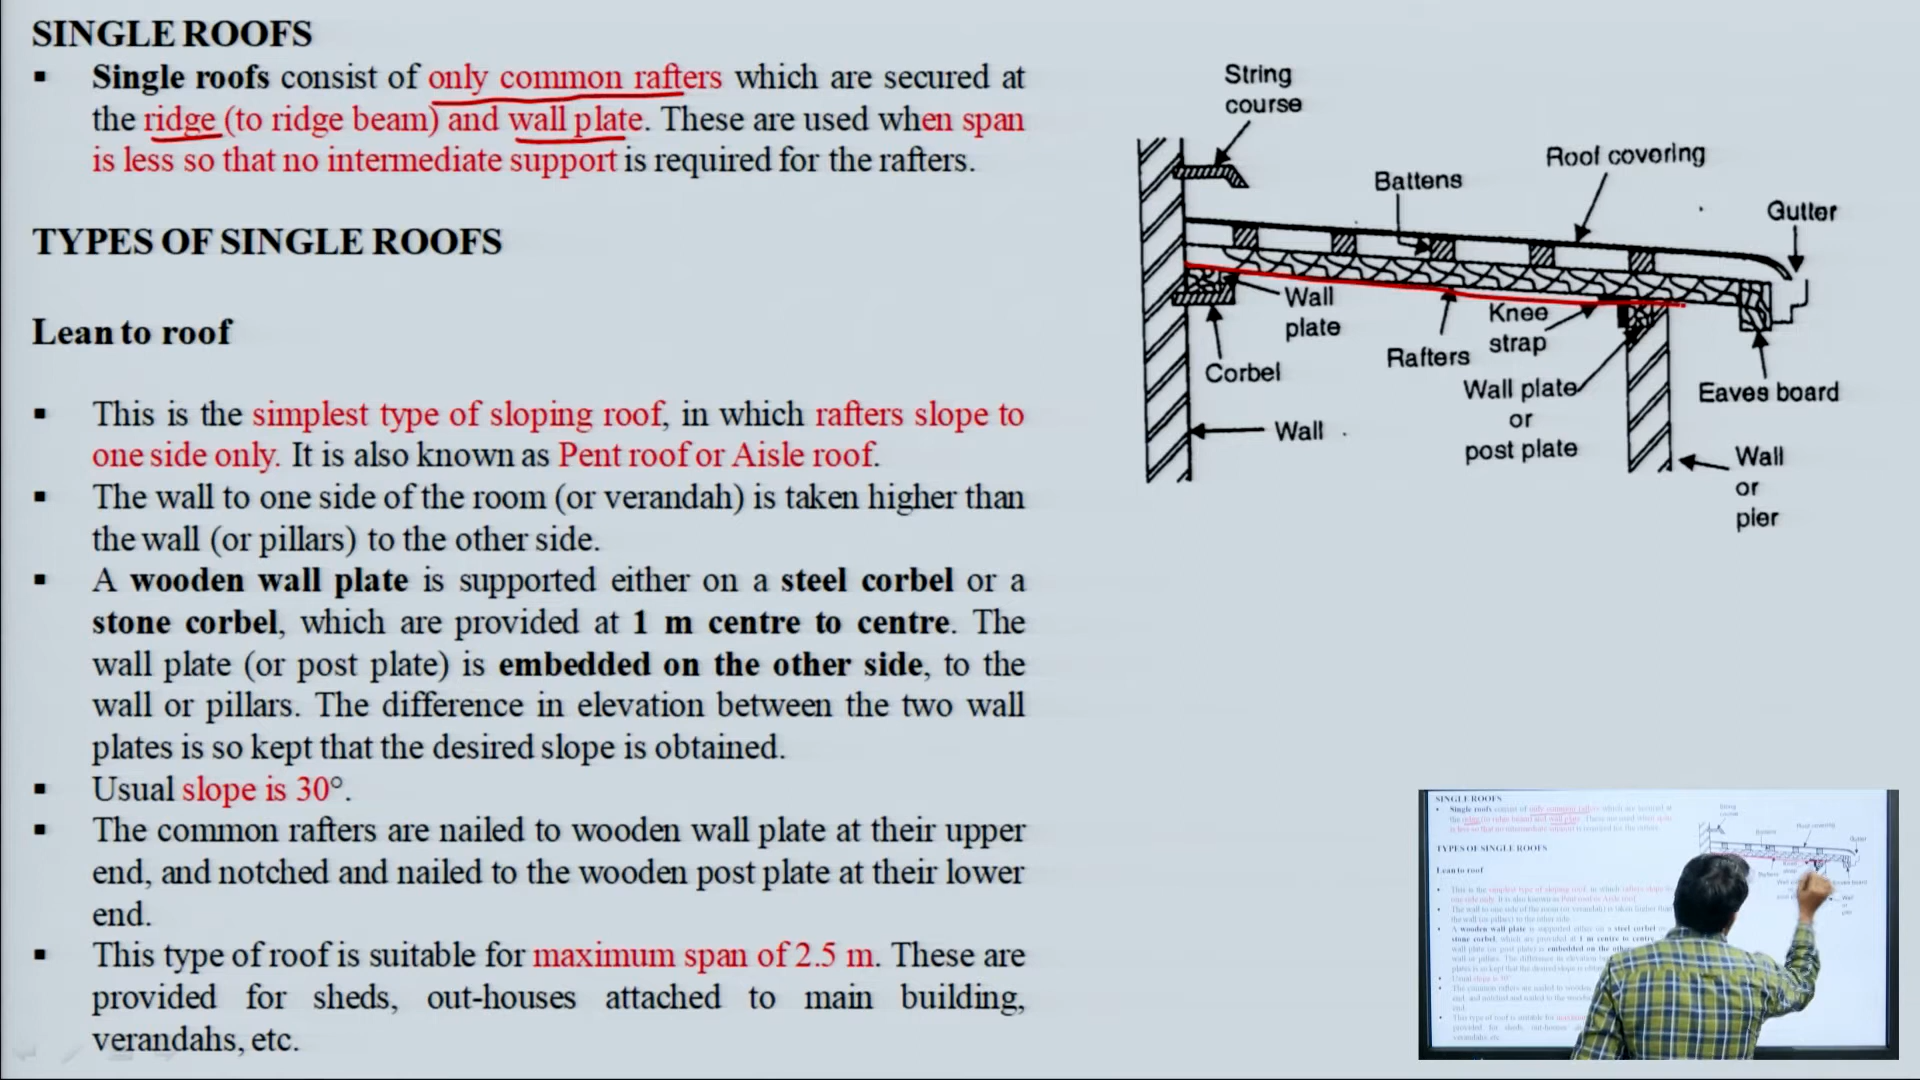 SINGLE ROOFS
▪ Single roofs consist of only common rafters which are secured at
the ridge (to ridge beam) and wall plate. These are used when span
is less so that no intermediate support is required for the rafters.
TYPES OF SINGLE ROOFS
Lean to roof
▪ This is the simplest type of sloping roof, in which rafters slope to
one side only. It is also known as Pent roof or Aisle roof.
▪ The wall to one side of the room (or verandah) is taken higher than
the wall (or pillars) to the other side.
▪ A wooden wall plate is supported either on a steel corbel or a
stone corbel, which are provided at 1 m centre to centre. The
wall plate (or post plate) is embedded on the other side, to the
wall or pillars. The difference in elevation between the two wall
plates is so kept that the desired slope is obtained.
▪ Usual slope is 30°.
▪ The common rafters are nailed to wooden wall plate at their upper
end, and notched and nailed to the wooden post plate at their lower
end.
▪ This type of roof is suitable for maximum span of 2.5 m. These are
provided for sheds, out-houses attached to main building,
verandahs, etc.
String
course
Roof covering
Battens
Gutter
Wall
plate
Knee
strap
Rafters
Corbel
Wall plate
or
post plate
Eaves board
Wall
Wall
or
pier
SINGLE ROOFS
TYPES OF SINGLE ROOFS
Lean to roof